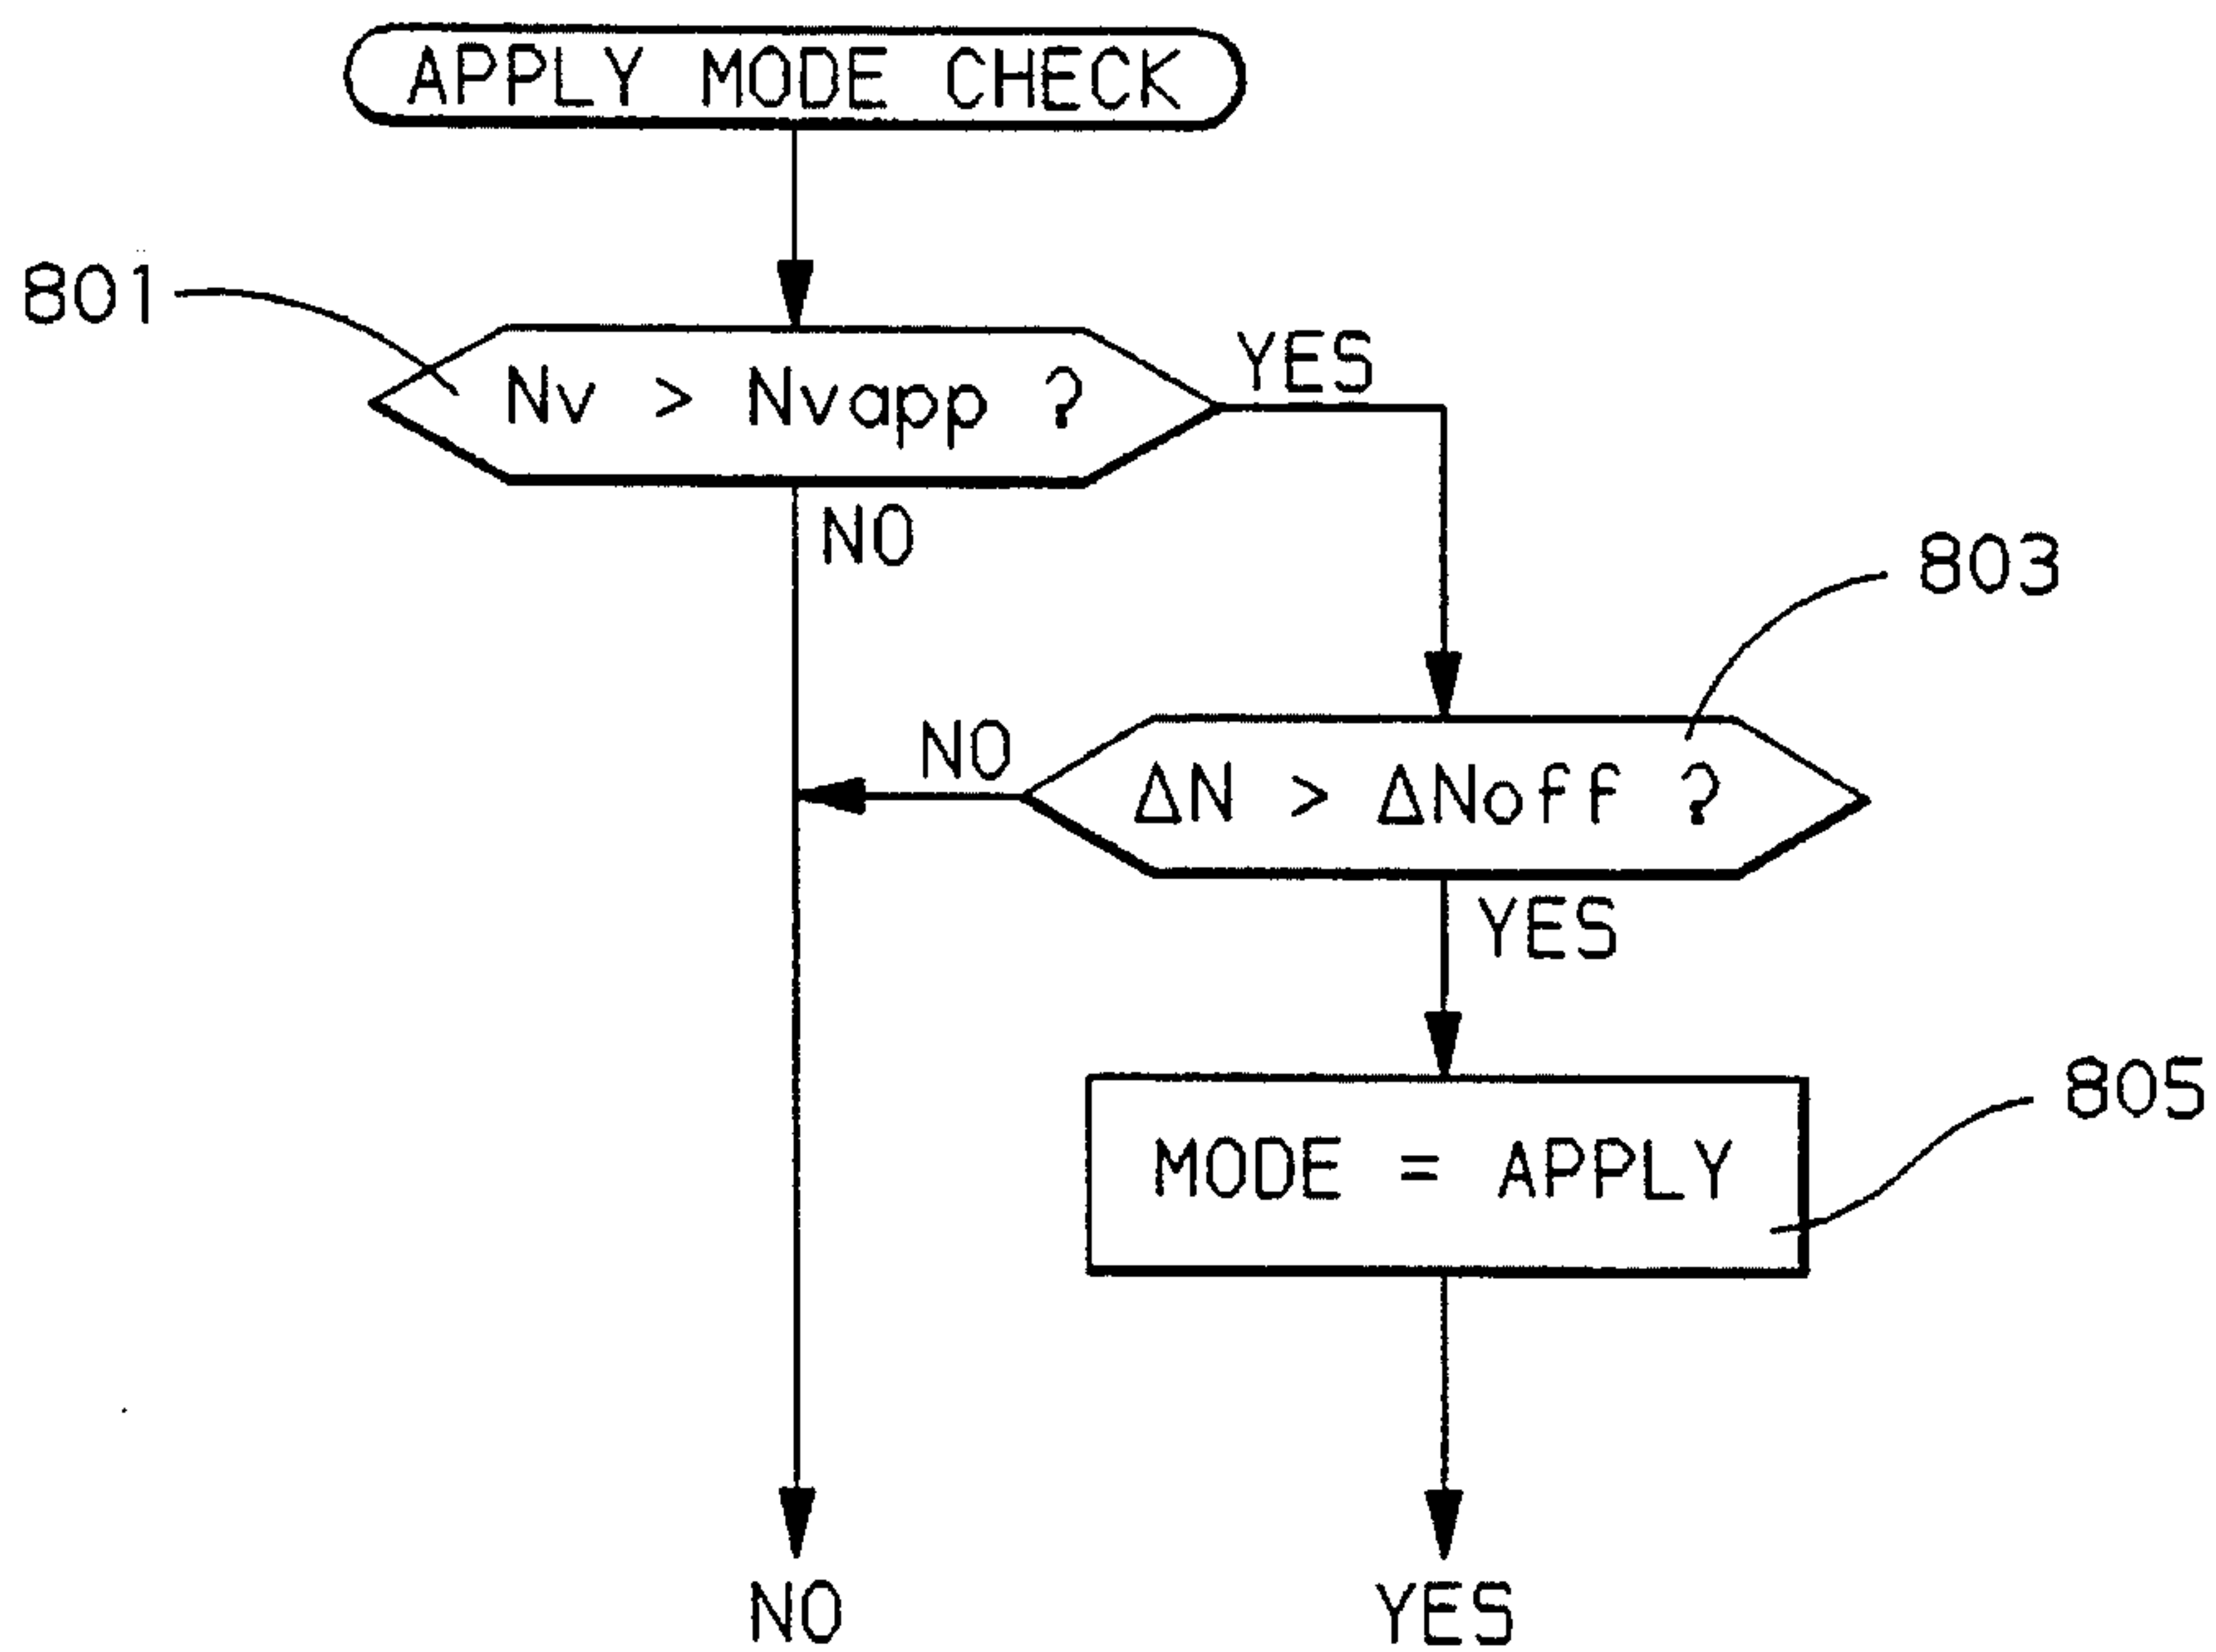 APPLY MODE CHECK
801
Nv > Nvapp ?
YES
NO
803
NO
ΔN > ΔNoff ?
YES
805
MODE = APPLY
NO
YES